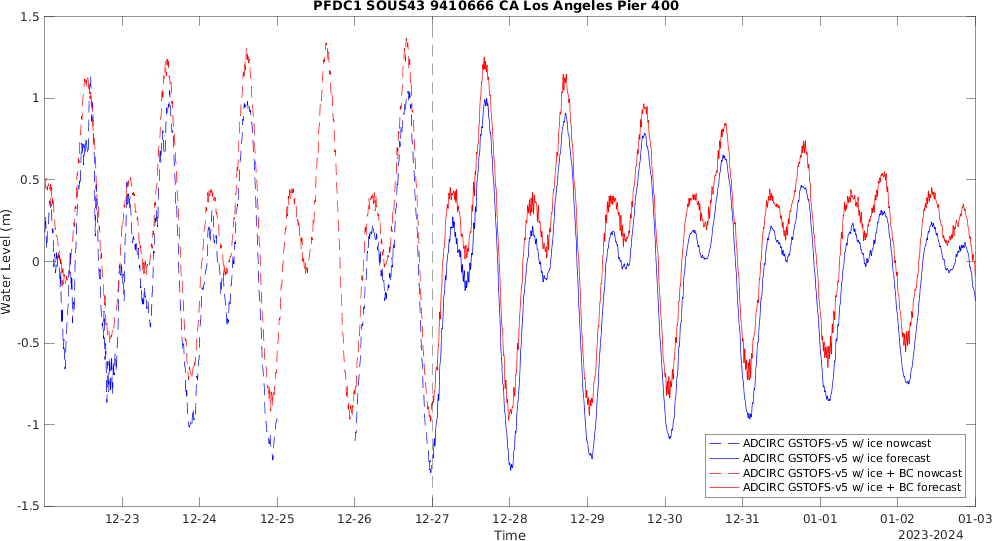 PFDC1 SOUS43 9410666 CA Los Angeles Pier 400
1.5
1
0.5
0
-0.5
-1
-1.5
Water Level (m)
12-23 12-24 12-25 12-26 12-27 12-28 12-29 12-30 12-31 01-01 01-02 01-03
Time
2023-2024
ADCIRC GSTOFS-v5 w/ ice nowcast
ADCIRC GSTOFS-v5 w/ ice forecast
ADCIRC GSTOFS-v5 w/ ice + BC nowcast
ADCIRC GSTOFS-v5 w/ ice + BC forecast